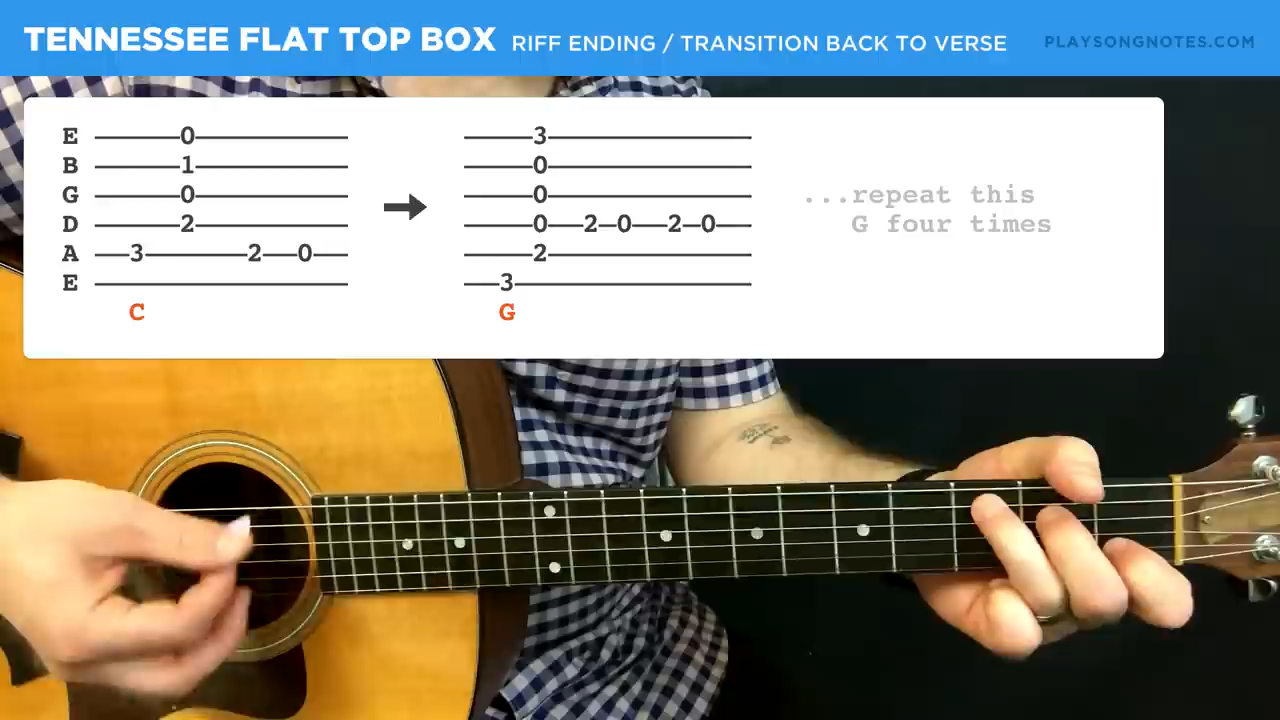 TENNESSEE FLAT TOP BOX RIFF ENDING / TRANSITION BACK TO VERSE PLAYSONGNOTES.COM
E ———0——— ———3———
B ———1——— ———0———
G ———0——— ———0——— ...repeat this
D ———2——— ———0——2—0——2—0— G four times
A ——3————2——0— ———2———
E ————————— ——3————
C G